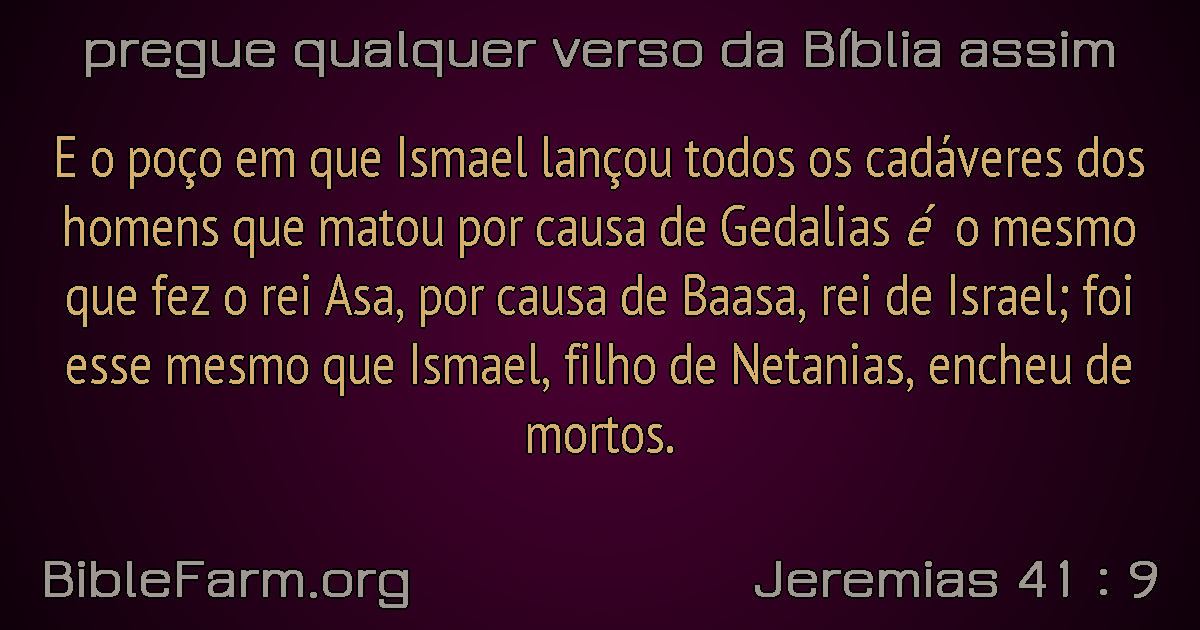 pregue qualquer verso da Bíblia assim
E o poço em que Ismael lançou todos os cadáveres dos
homens que matou por causa de Gedalias é o mesmo
que fez o rei Asa, por causa de Baasa, rei de Israel; foi
esse mesmo que Ismael, filho de Netanias, encheu de
mortos.
BibleFarm.org
Jeremias 41 : 9